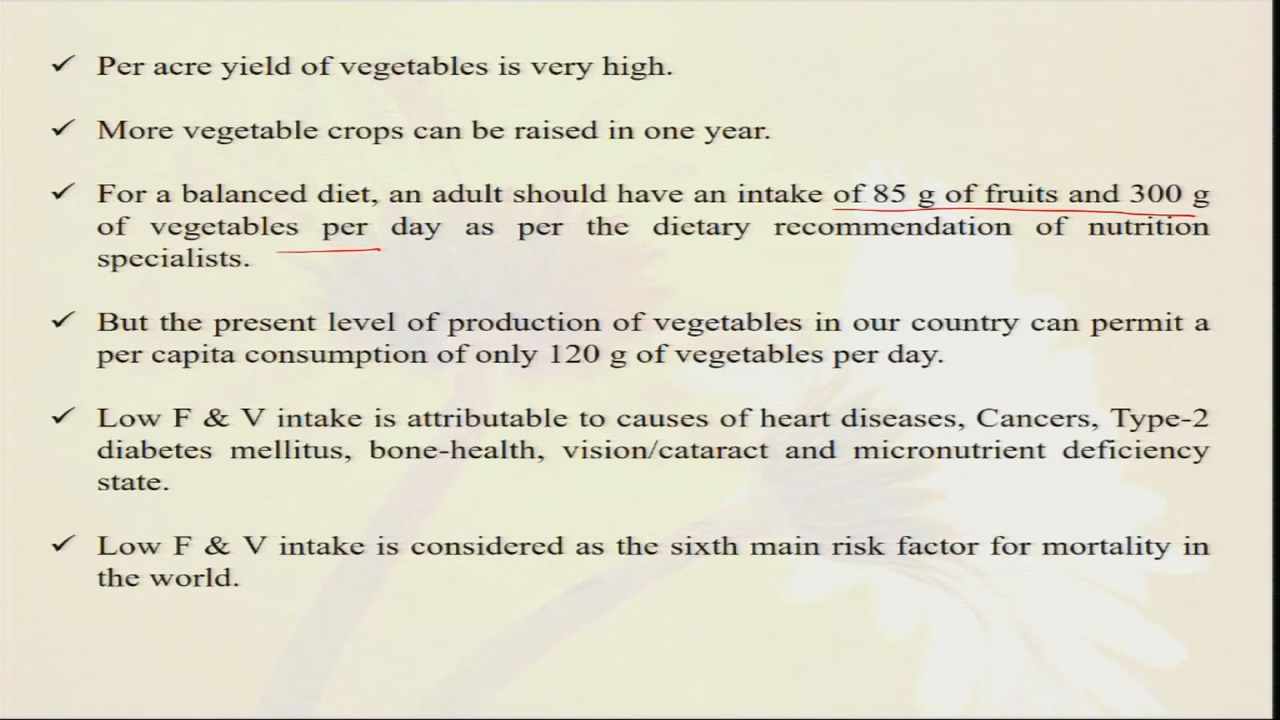 ✓ Per acre yield of vegetables is very high.
✓ More vegetable crops can be raised in one year.
✓ For a balanced diet, an adult should have an intake of 85 g of fruits and 300 g
of vegetables per day as per the dietary recommendation of nutrition
specialists.
✓ But the present level of production of vegetables in our country can permit a
per capita consumption of only 120 g of vegetables per day.
✓ Low F & V intake is attributable to causes of heart diseases, Cancers, Type-2
diabetes mellitus, bone-health, vision/cataract and micronutrient deficiency
state.
✓ Low F & V intake is considered as the sixth main risk factor for mortality in
the world.